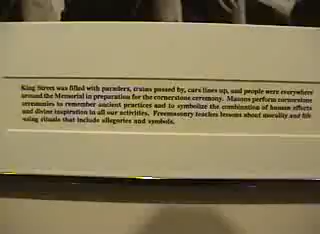 King Street was filled with paraders, trains passed by, cars lines up, and people were everywhere
around the Memorial in preparation for the cornerstone ceremony. Masons perform cornerstone
ceremonies to remember ancient practices and to symbolize the combination of human efforts
and divine inspiration in all our activities. Freemasonry teaches lessons about morality and life
using rituals that include allegories and symbols.